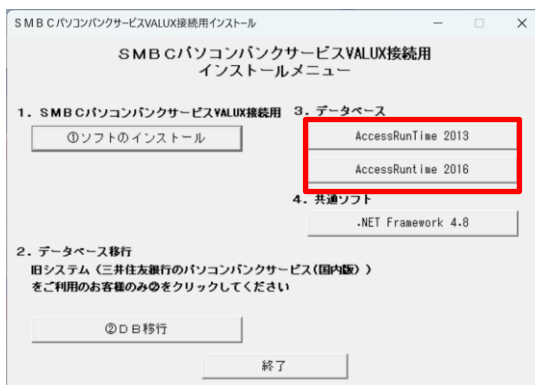 ＳＭＢＣパソコンバンクサービスVALUX接続用インストール
ＳＭＢＣパソコンバンクサービスVALUX接続用
インストールメニュー
１．ＳＭＢＣパソコンバンクサービスVALUX接続用
①ソフトのインストール
３．データベース
AccessRunTime 2013
AccessRuntime 2016
４．共通ソフト
.NET Framework 4.8
２．データベース移行
旧システム（三井住友銀行のパソコンバンクサービス(国内版)）
をご利用のお客様のみ②をクリックしてください
②ＤＢ移行
終了